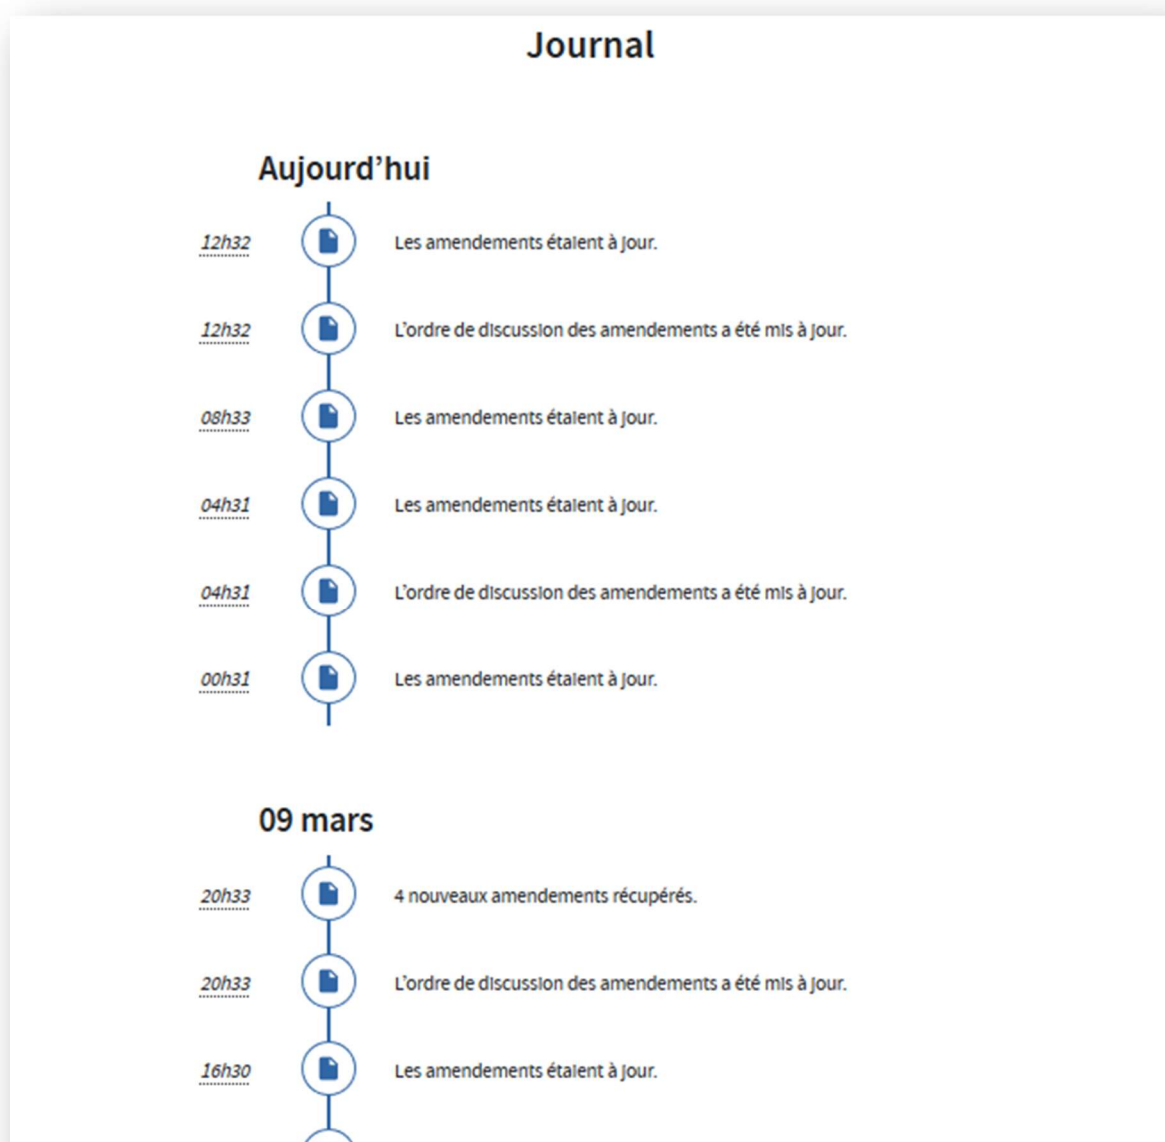 Journal
Aujourd’hui
12h32 Les amendements étaient à jour.
12h32 L’ordre de discussion des amendements a été mis à jour.
08h33 Les amendements étaient à jour.
04h31 Les amendements étaient à jour.
04h31 L’ordre de discussion des amendements a été mis à jour.
00h31 Les amendements étaient à jour.
09 mars
20h33 4 nouveaux amendements récupérés.
20h33 L’ordre de discussion des amendements a été mis à jour.
16h30 Les amendements étaient à jour.